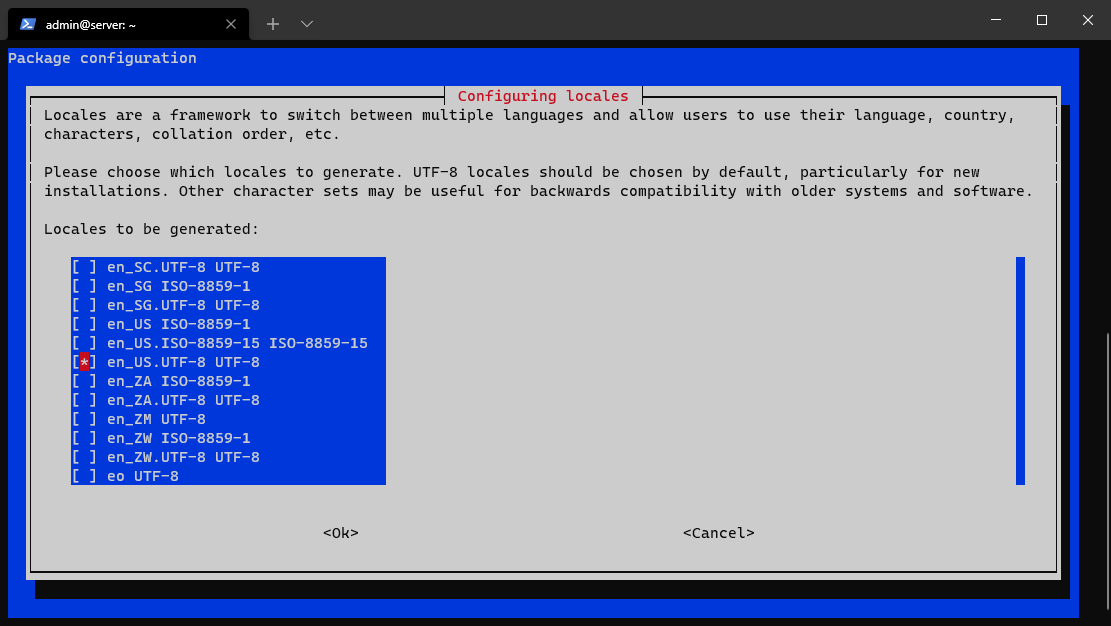 admin@server: ~
Package configuration
Configuring locales
Locales are a framework to switch between multiple languages and allow users to use their language, country,
characters, collation order, etc.
Please choose which locales to generate. UTF-8 locales should be chosen by default, particularly for new
installations. Other character sets may be useful for backwards compatibility with older systems and software.
Locales to be generated:
[ ] en_SC.UTF-8 UTF-8
[ ] en_SG ISO-8859-1
[ ] en_SG.UTF-8 UTF-8
[ ] en_US ISO-8859-1
[ ] en_US.ISO-8859-15 ISO-8859-15
[*] en_US.UTF-8 UTF-8
[ ] en_ZA ISO-8859-1
[ ] en_ZA.UTF-8 UTF-8
[ ] en_ZM UTF-8
[ ] en_ZW ISO-8859-1
[ ] en_ZW.UTF-8 UTF-8
[ ] eo UTF-8
<Ok> <Cancel>